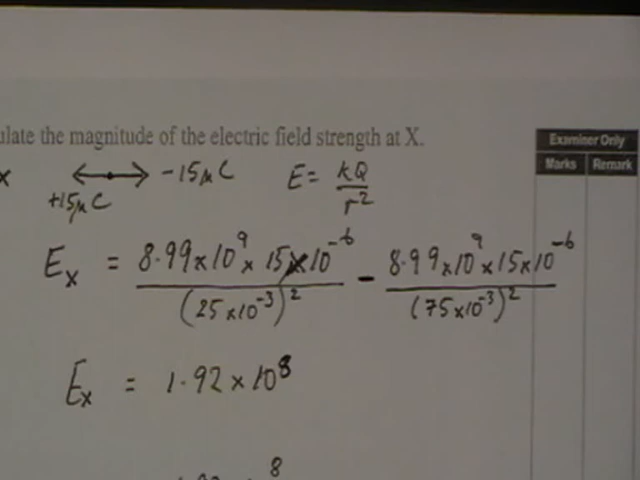 ulate the magnitude of the electric field strength at X.
Examiner Only
Marks Remark
x +15μC -15μC E = kQ / r²
Eₓ = 8.99×10⁹ × 15×10⁻⁶ / (25×10⁻³)² - 8.99×10⁹×15×10⁻⁶ / (75×10⁻³)²
Eₓ = 1.92×10⁸
8